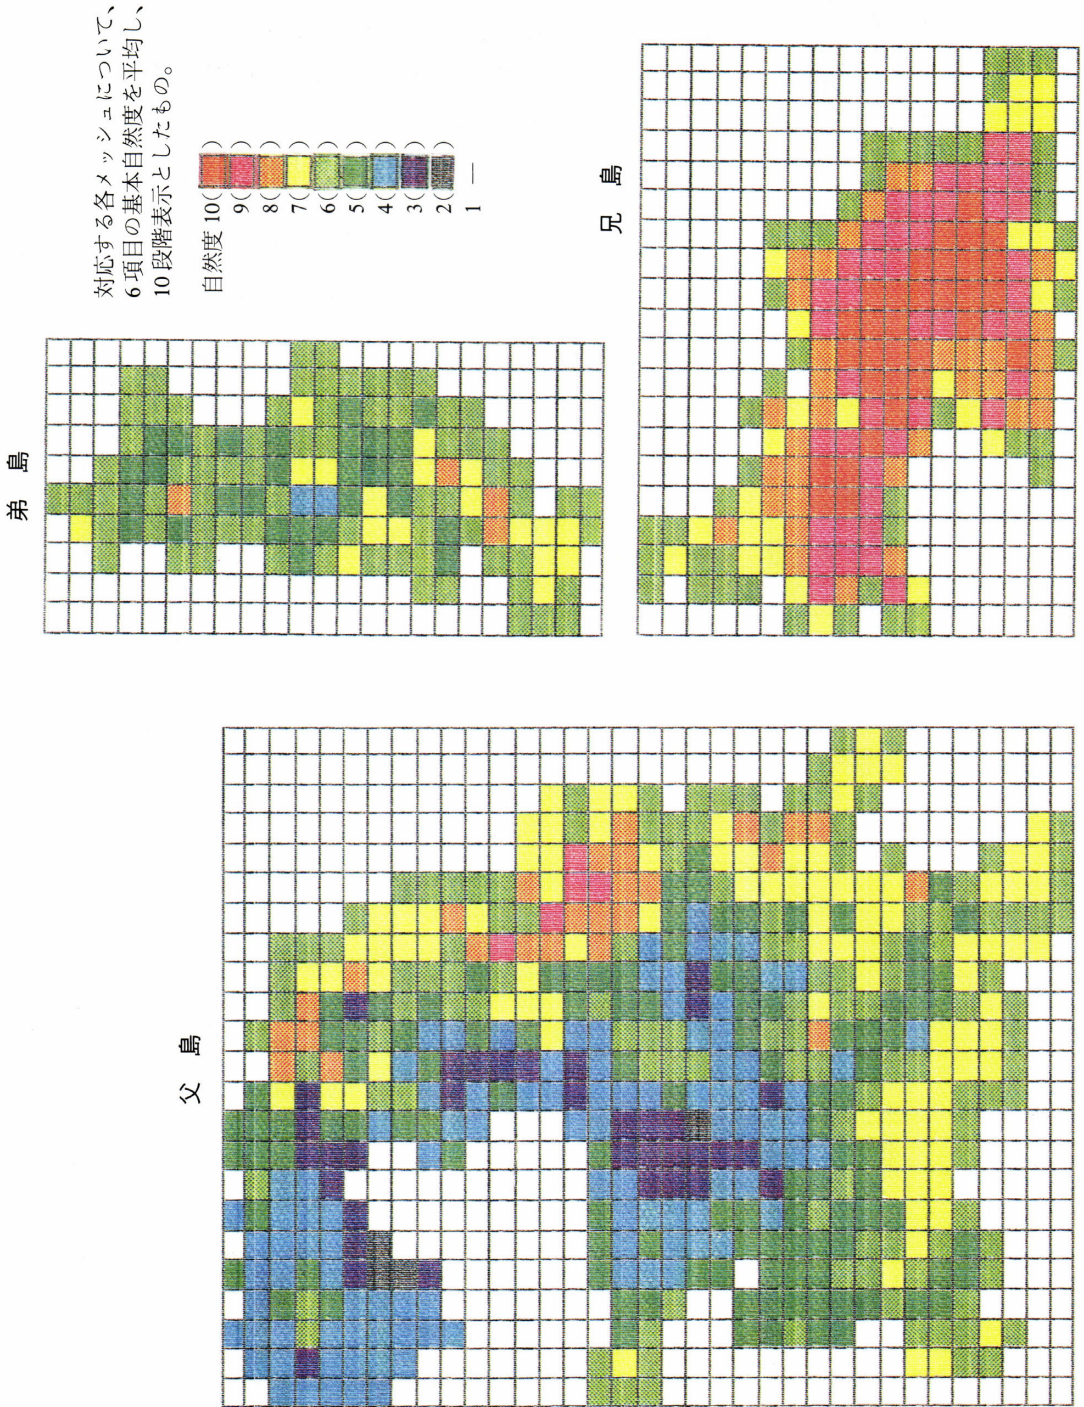 対応する各メッシュについて、
6項目の基本自然度を平均し、
10段階表示としたもの。
自然度 10( )
9( )
8( )
7( )
6( )
5( )
4( )
3( )
2( )
1 —
弟 島
兄 島
父 島